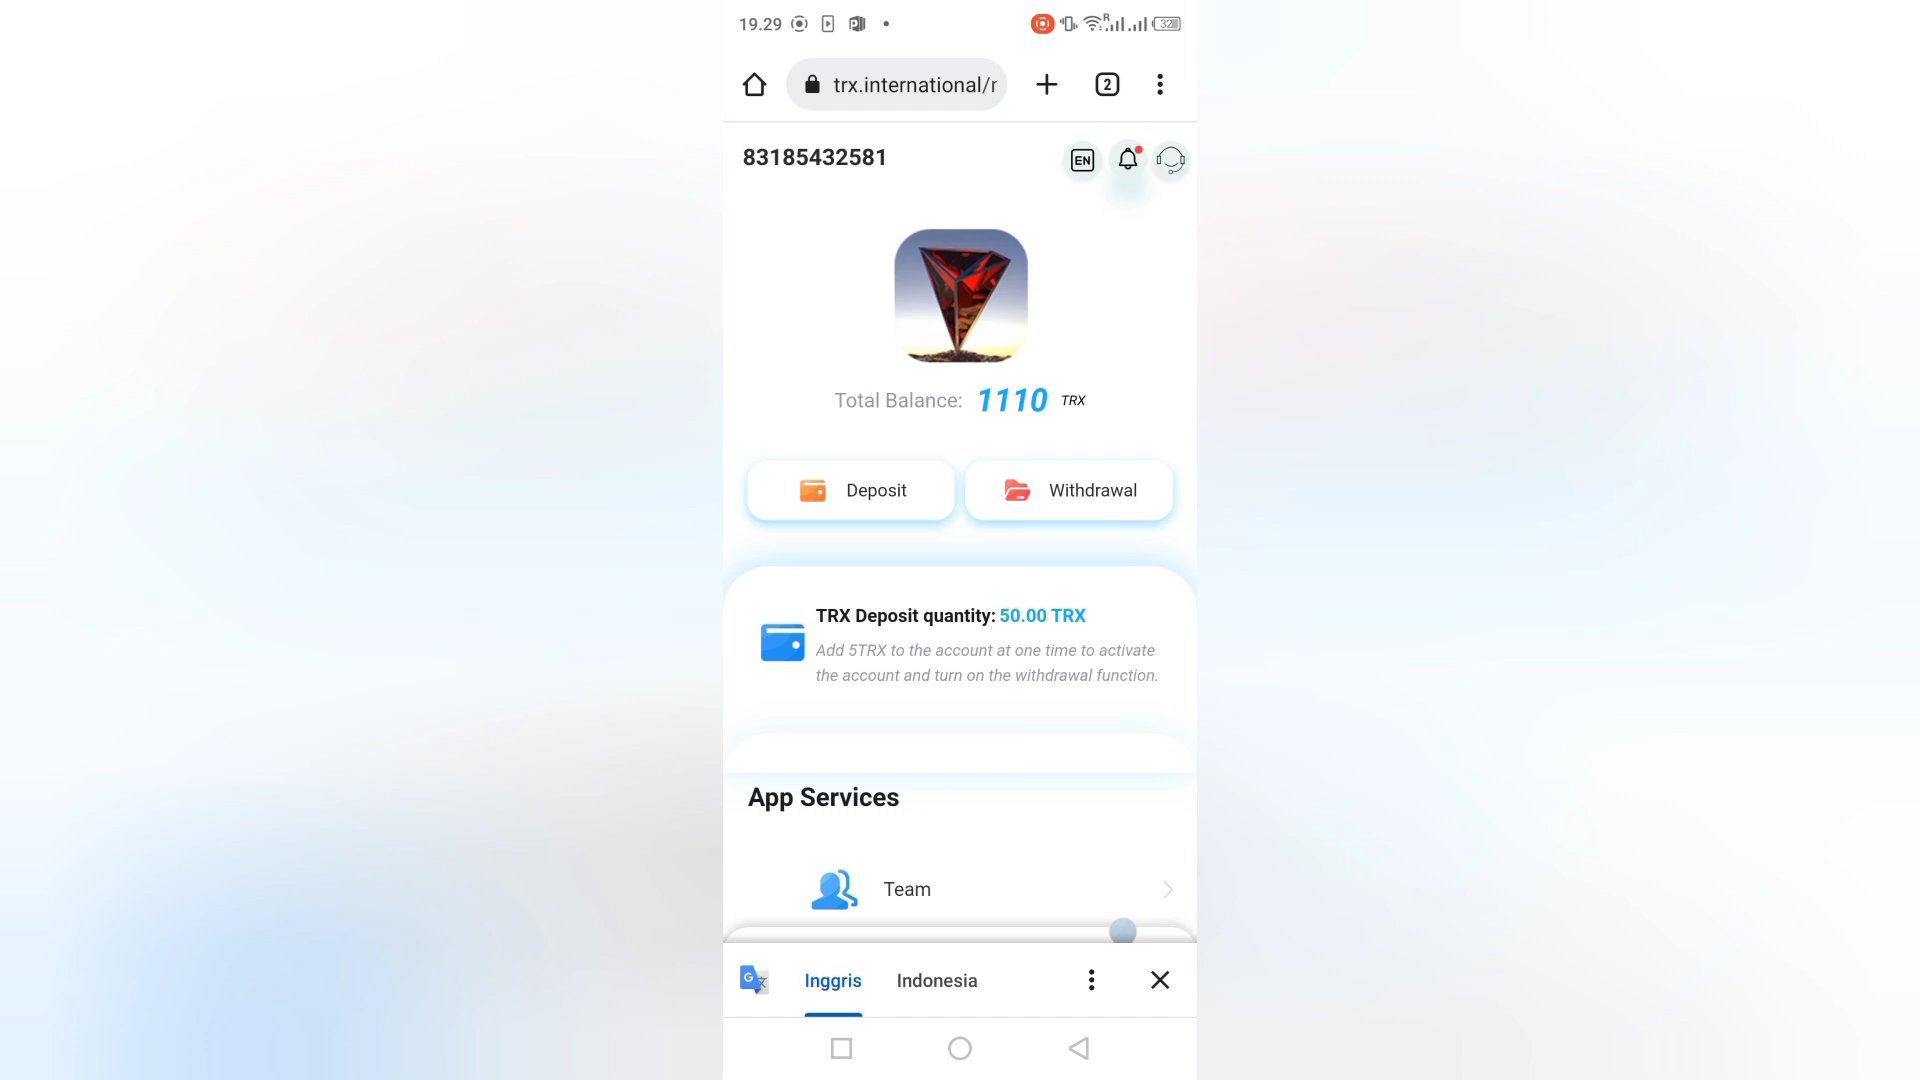 19.29
R
32
trx.international/r
2
83185432581
EN
Total Balance: 1110 TRX
Deposit
Withdrawal
TRX Deposit quantity: 50.00 TRX
Add 5TRX to the account at one time to activate
the account and turn on the withdrawal function.
App Services
Team
Inggris
Indonesia